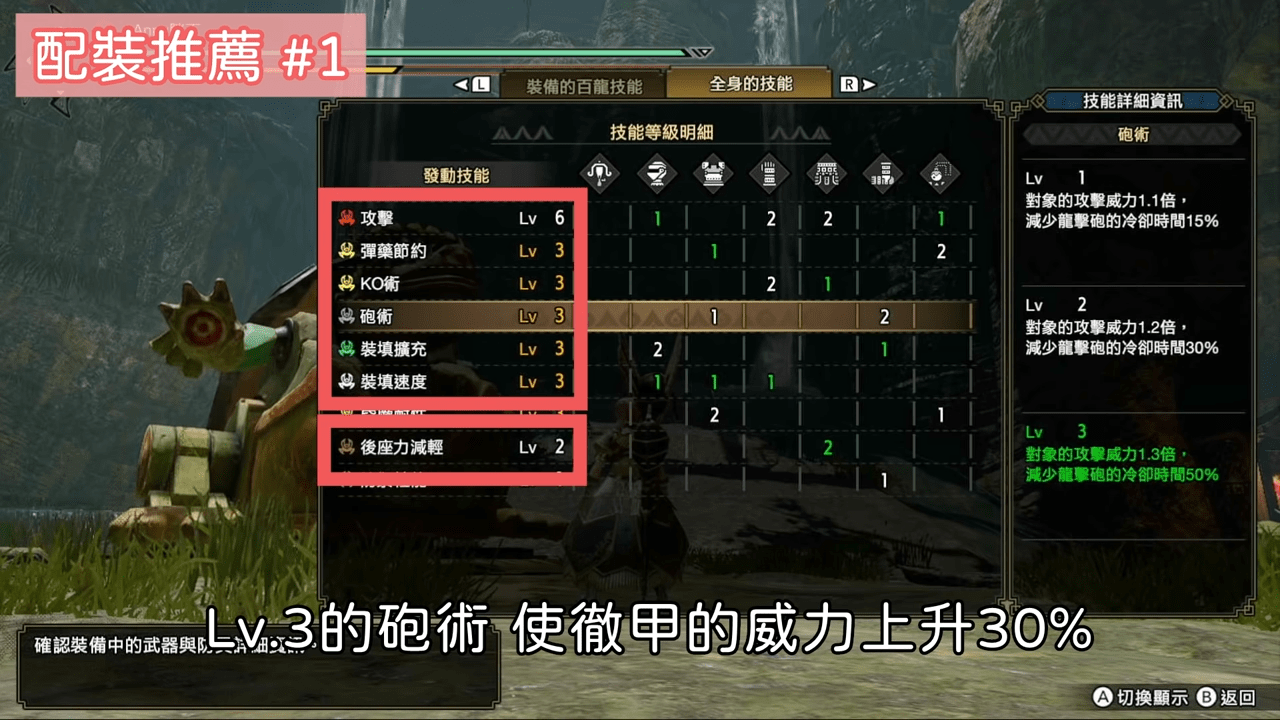 配裝推薦 #1
L
裝備的百龍技能
全身的技能
R
技能等級明細
發動技能
攻擊 Lv 6 1 2 2 1
彈藥節約 Lv 3 1 2
KO術 Lv 3 2 1
砲術 Lv 3 1 2
裝填擴充 Lv 3 2 1
裝填速度 Lv 3 1 1 1
2 1
後座力減輕 Lv 2 2
1
技能詳細資訊
砲術
Lv 1
對象的攻擊威力1.1倍，
減少龍擊砲的冷卻時間15%
Lv 2
對象的攻擊威力1.2倍，
減少龍擊砲的冷卻時間30%
Lv 3
對象的攻擊威力1.3倍，
減少龍擊砲的冷卻時間50%
Lv.3的砲術 使徹甲的威力上升30%
確認裝備中的武器與防
A 切換顯示 B 返回